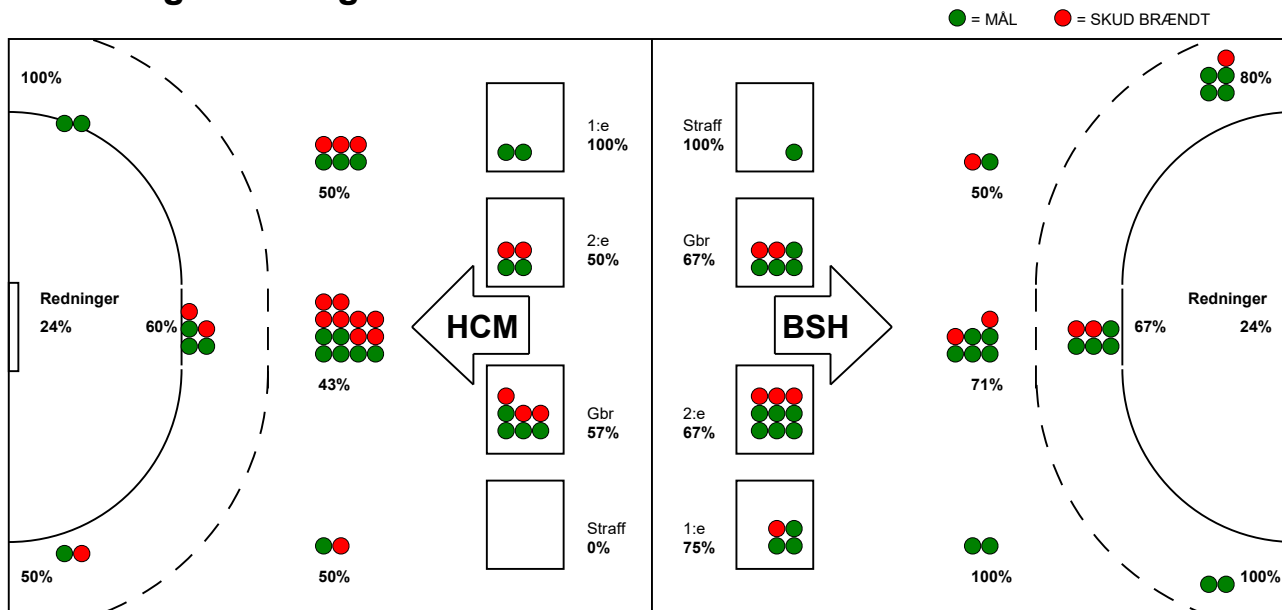 = MÅL = SKUD BRÆNDT
100%
80%
1:e
100%
Straff
100%
50%
50%
2:e
50%
Gbr
67%
Redninger
24%
60%
HCM
BSH
67%
Redninger
24%
43%
71%
Gbr
57%
2:e
67%
Straff
0%
1:e
75%
50%
50%
100%
100%